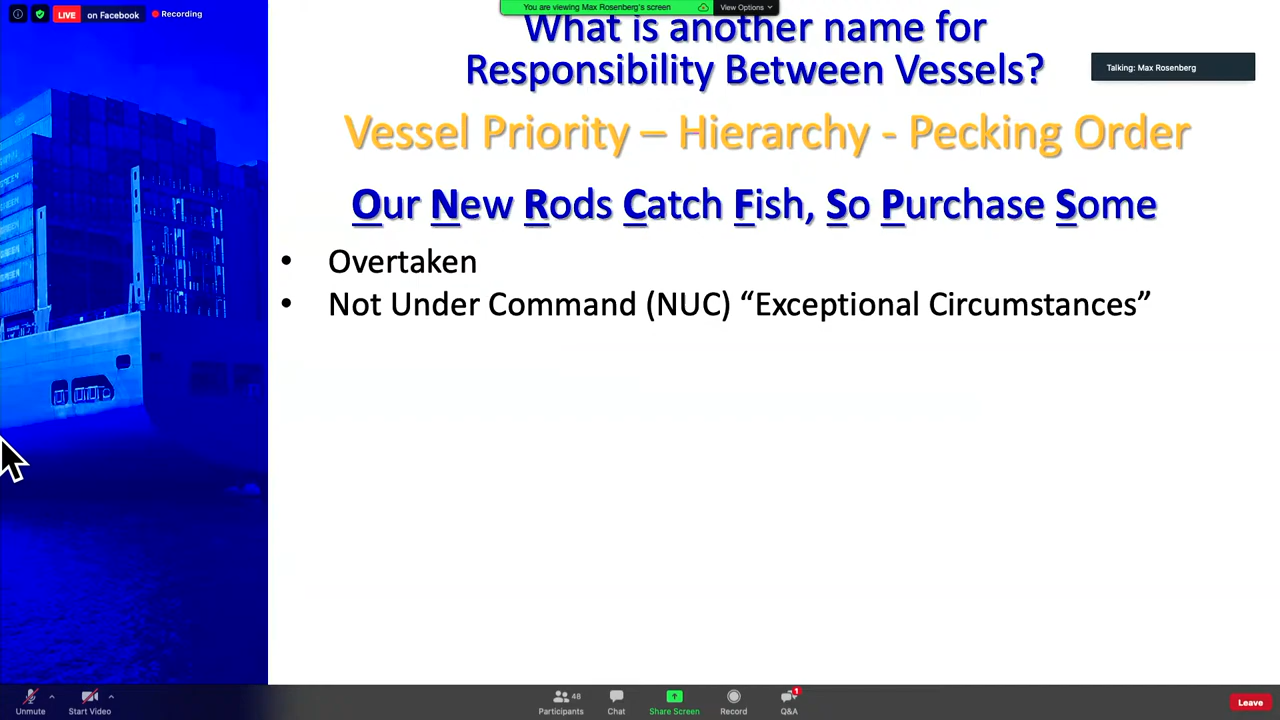 LIVE on Facebook Recording
You are viewing Max Rosenberg's screen View Options
What is another name for
Responsibility Between Vessels?
Talking: Max Rosenberg
Vessel Priority – Hierarchy - Pecking Order
Our New Rods Catch Fish, So Purchase Some
• Overtaken
• Not Under Command (NUC) “Exceptional Circumstances”
Unmute Start Video Participants 48 Chat Share Screen Record Q&A 1 Leave